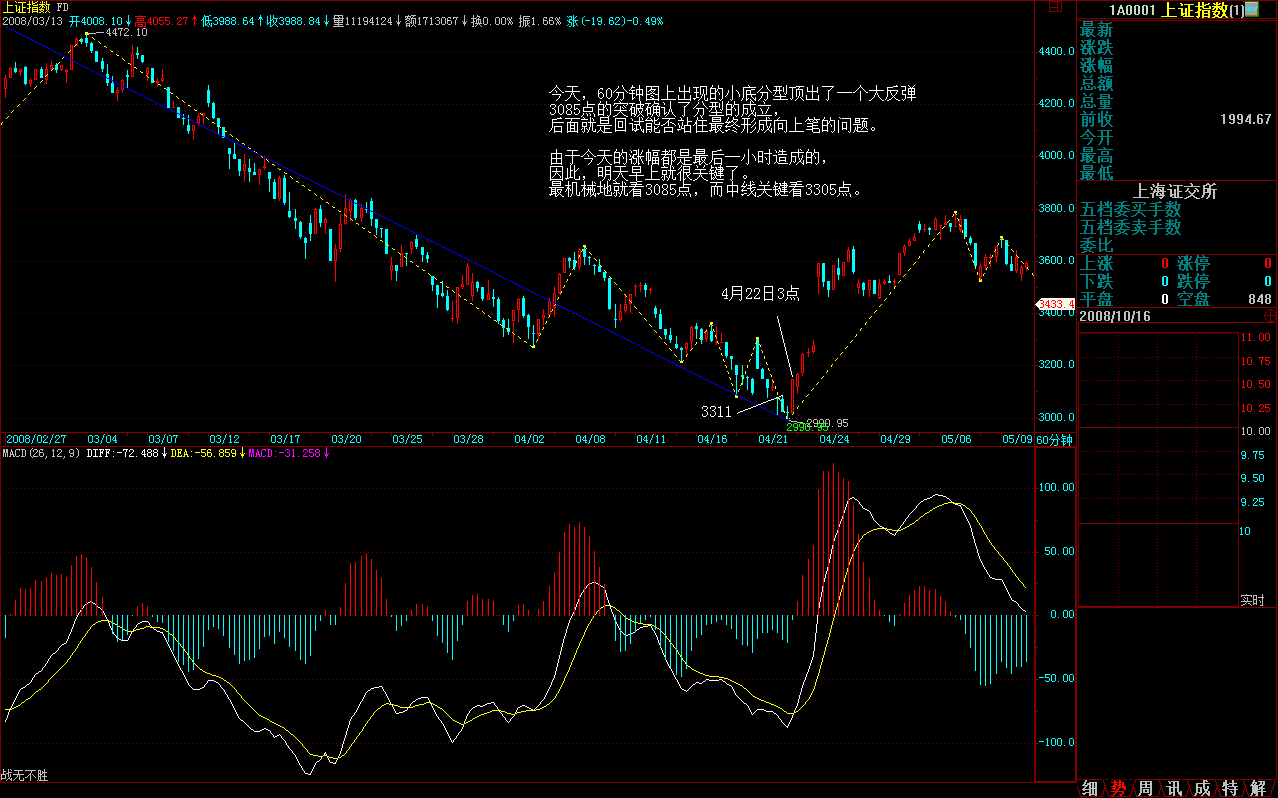 上证指数 FD
2008/03/13 开4008.10↓高4055.27↑低3988.64↑收3988.84↓量11194124↓额1713067↓换0.00% 振1.66% 涨(-19.62)-0.49%
4472.10
今天，60分钟图上出现的小底分型顶出了一个大反弹
3085点的突破确认了分型的成立，
后面就是回试能否站住最终形成向上笔的问题。
由于今天的涨幅都是最后一小时造成的，
因此，明天早上就很关键了。
最机械地就看3085点，而中线关键看3305点。
4月22日3点
3311
2990.95
4400.0
4200.0
4000.0
3800.0
3600.0
3433.4
3400.0
3200.0
3000.0
2008/02/27 03/04 03/07 03/12 03/17 03/20 03/25 03/28 04/02 04/08 04/11 04/16 04/21 04/24 04/29 05/06 05/09 60分钟
MACD(26,12,9) DIFF:-72.488↓DEA:-56.859↓MACD:-31.258↓
100.00
50.00
0.00
-50.00
-100.0
战无不胜
1A0001 上证指数(1)
最新
涨跌
涨幅
总额
总量
前收 1994.67
今开
最高
最低
上海证交所
五档委买手数
五档委卖手数
委比
上涨 0 涨停 0
下跌 0 跌停 0
平盘 0 空盘 848
2008/10/16
11.00
10.75
10.50
10.25
10.00
9.75
9.50
9.25
10
实时
细 势 周 讯 成 特 解